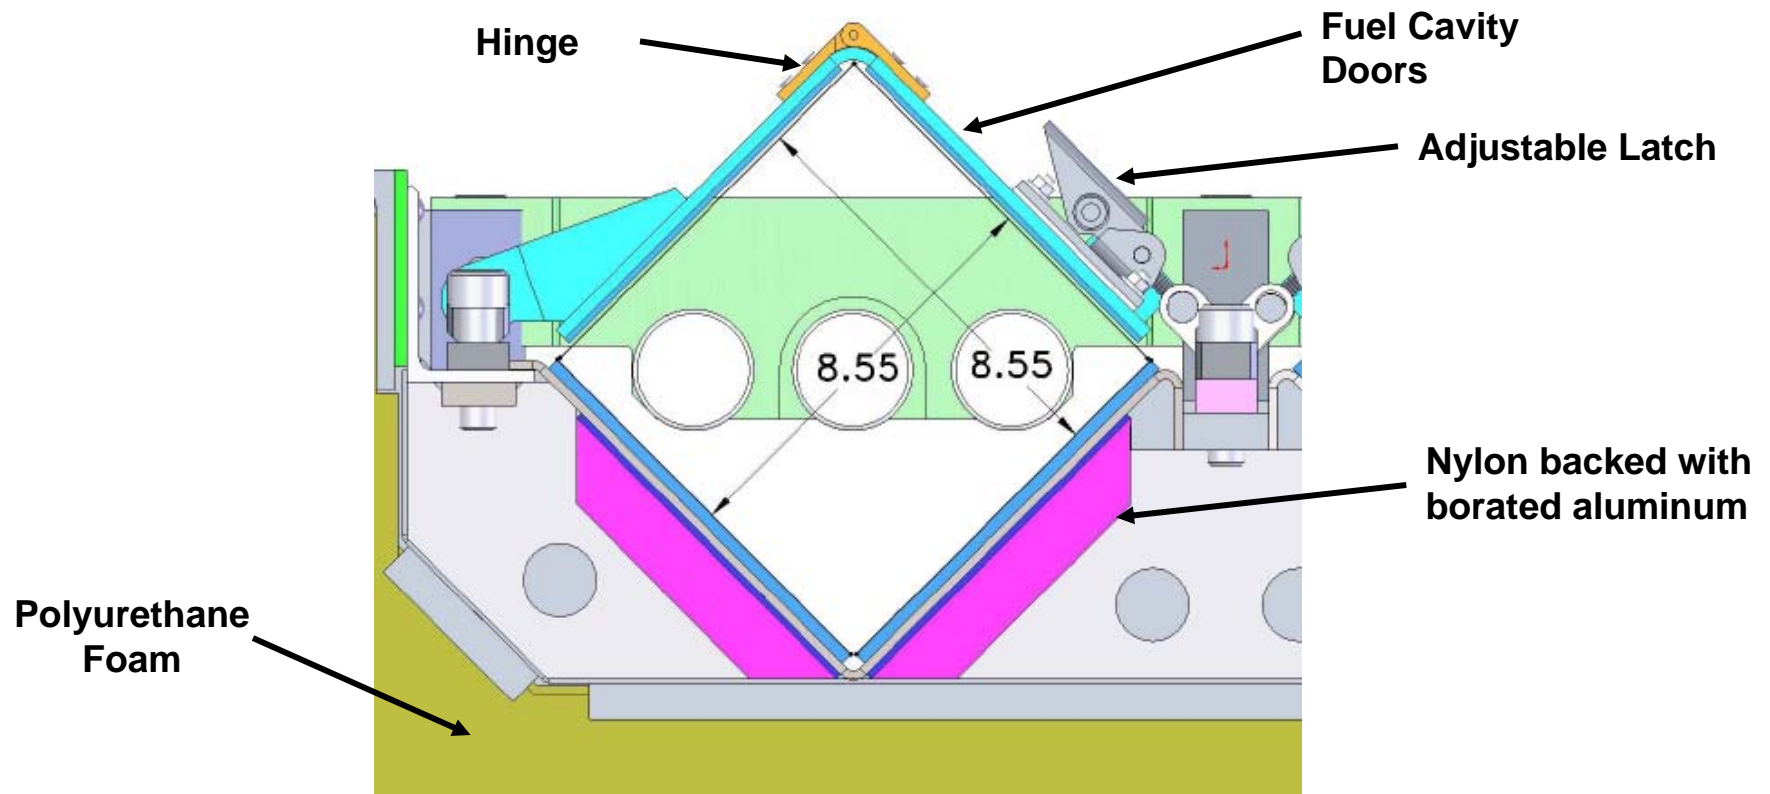 Hinge
Fuel Cavity
Doors
Adjustable Latch
8.55
8.55
Nylon backed with
borated aluminum
Polyurethane
Foam